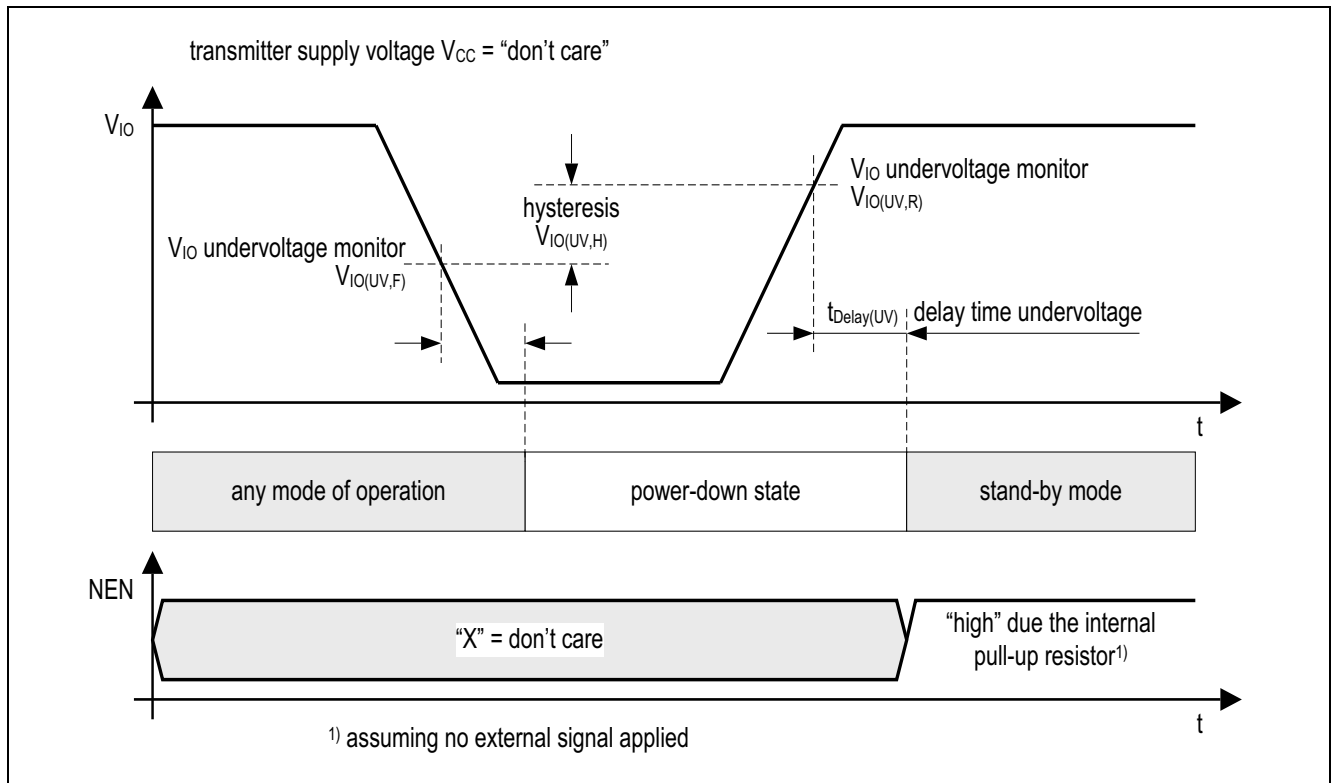 transmitter supply voltage VCC = “don’t care”
VIO
VIO undervoltage monitor
VIO(UV,R)
hysteresis
VIO(UV,H)
VIO undervoltage monitor
VIO(UV,F)
tDelay(UV) delay time undervoltage
t
any mode of operation
power-down state
stand-by mode
NEN
“X” = don’t care
“high” due the internal
pull-up resistor1)
t
1) assuming no external signal applied